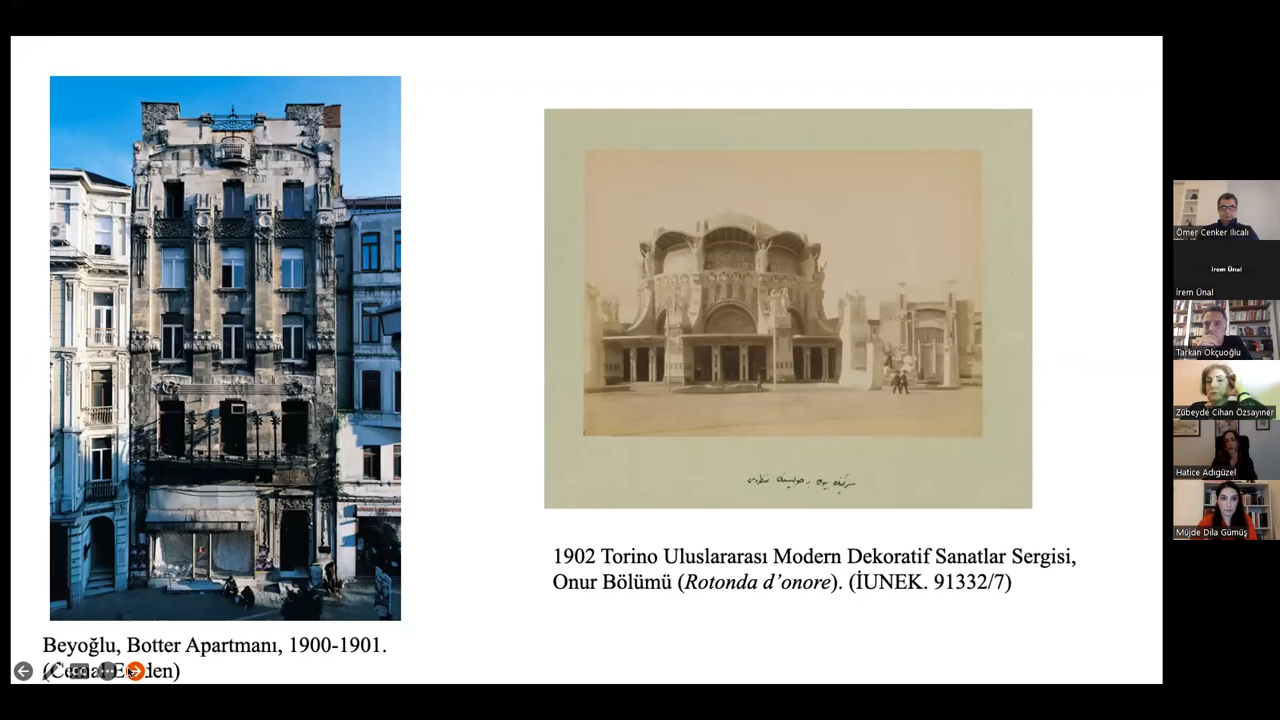 Beyoğlu, Botter Apartmanı, 1900-1901.
1902 Torino Uluslararası Modern Dekoratif Sanatlar Sergisi,
Onur Bölümü (Rotonda d’onore). (İUNEK. 91332/7)
Ömer Cenker Ilıcalı
İrem Ünal
İrem Ünal
Tarkan Okçuoğlu
Zübeyde Cihan Özsayıner
Hatice Adıgüzel
Müjde Dila Gümüş